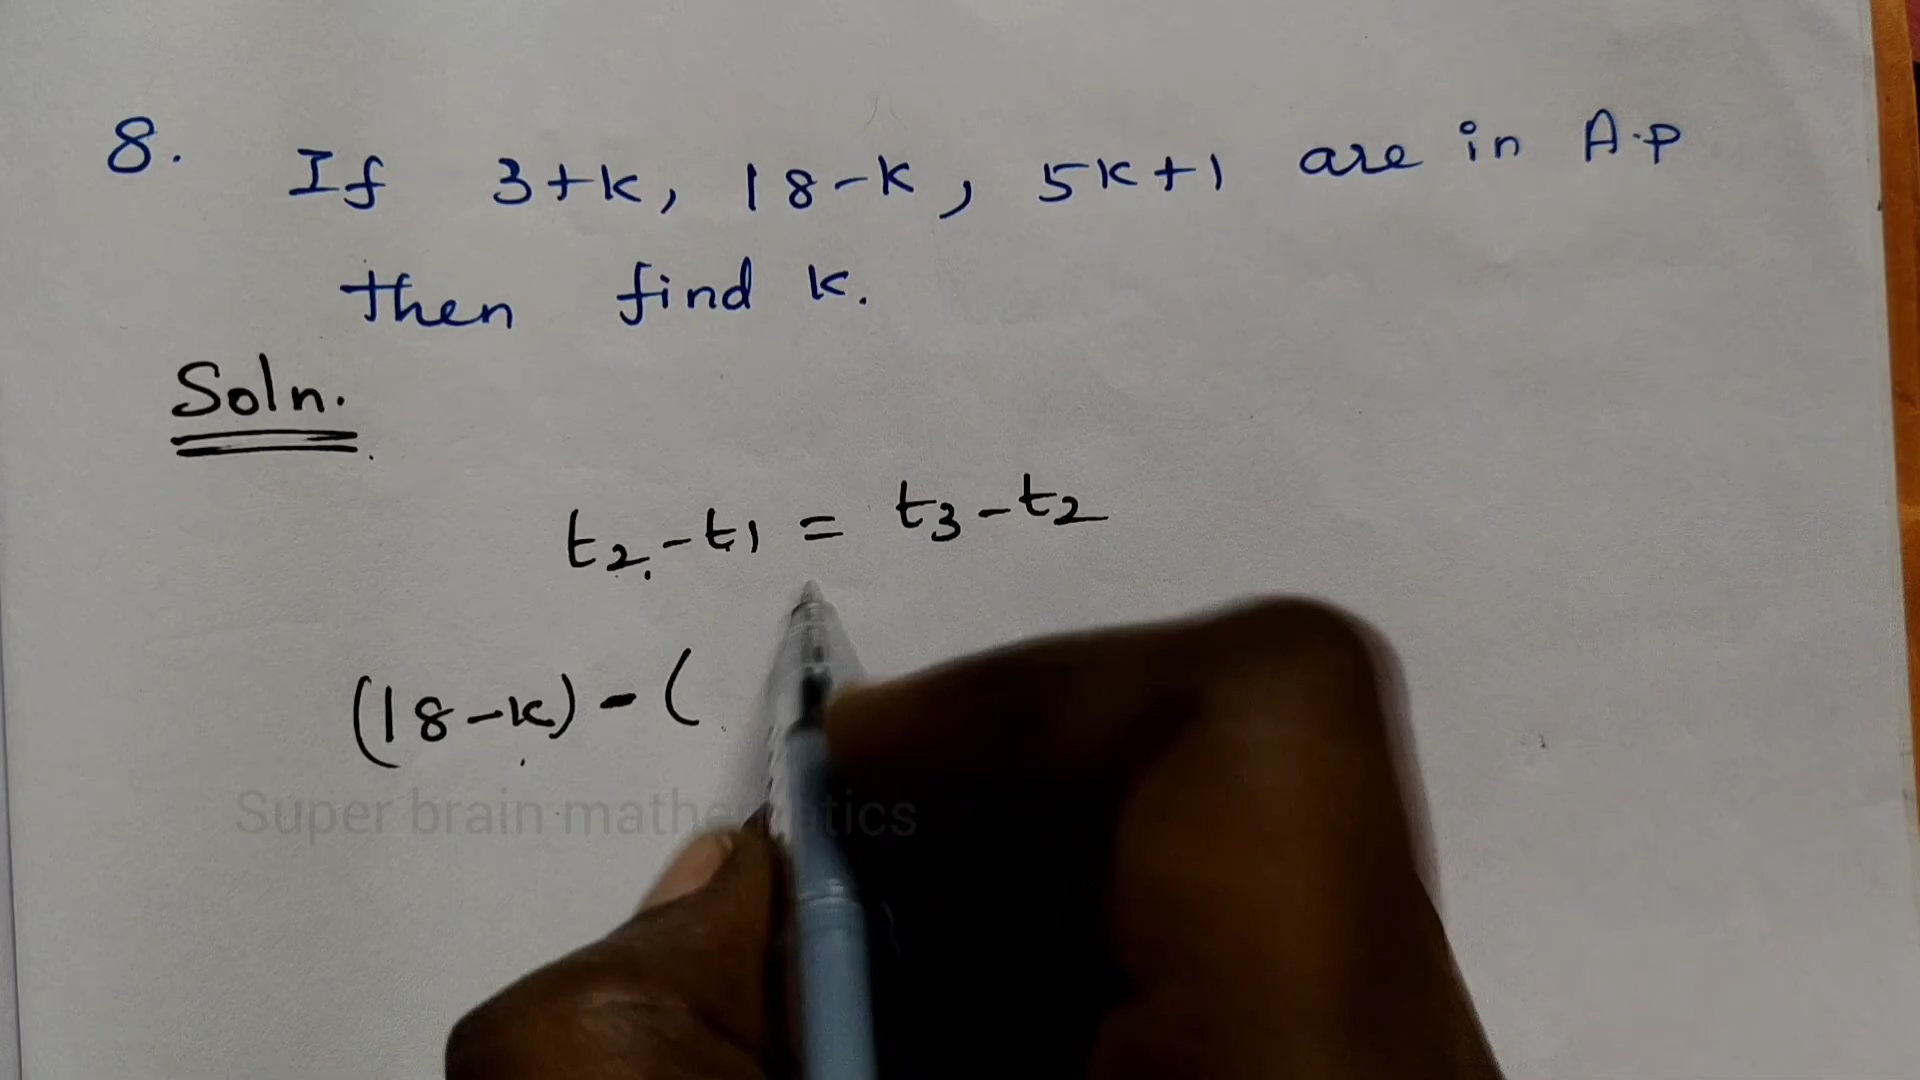 8. If 3+k, 18-k, 5k+1 are in A.P
then find k.
Soln.
t2-t1 = t3-t2
(18-k)-(
Super brain mathe tics